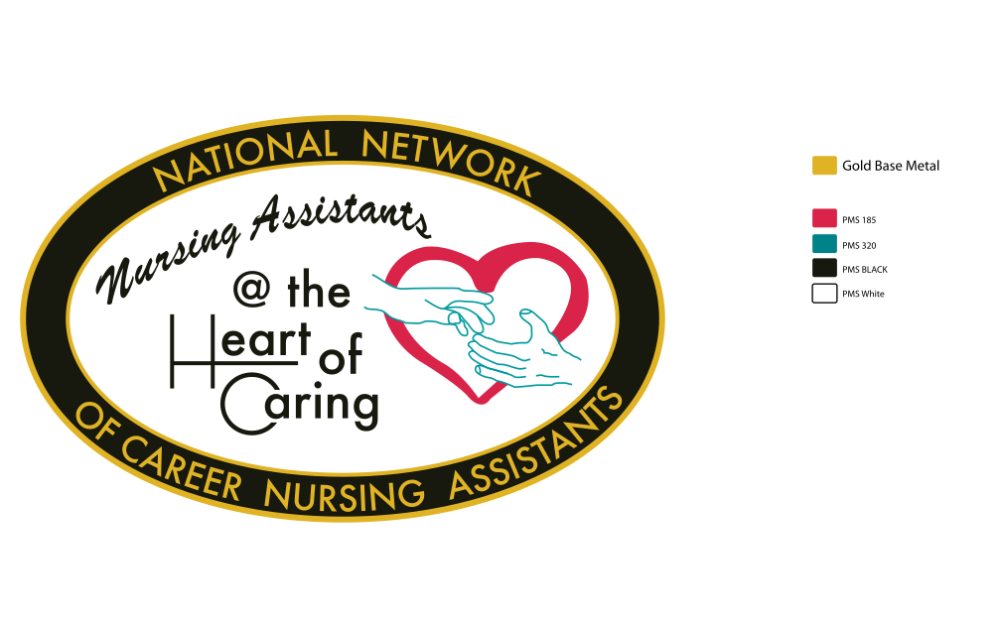 NATIONAL NETWORK
Nursing Assistants
@ the
Heart of
Caring
OF CAREER NURSING ASSISTANTS
Gold Base Metal
PMS 185
PMS 320
PMS BLACK
PMS White